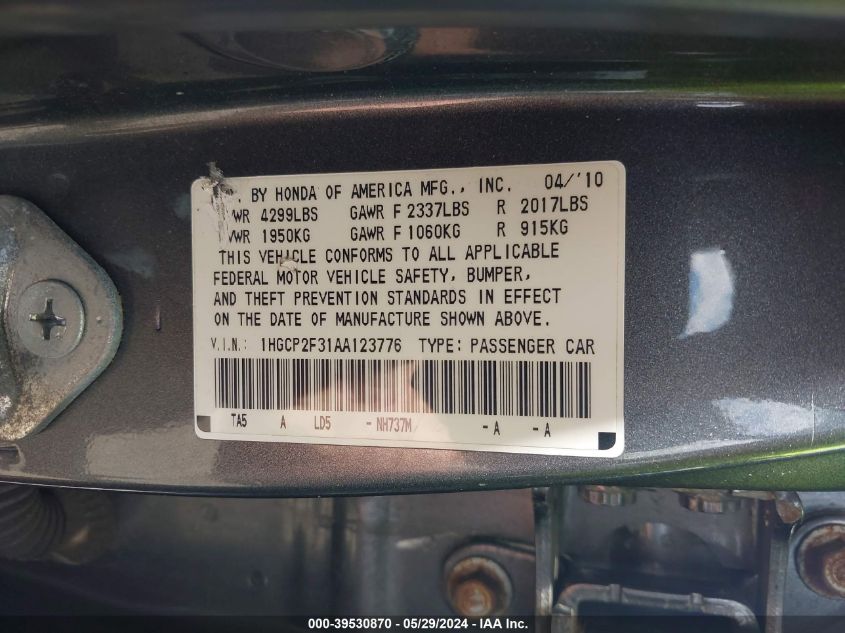 BY HONDA OF AMERICA MFG., INC. 04/'10
WR 4299LBS GAWR F 2337LBS R 2017LBS
WR 1950KG GAWR F 1060KG R 915KG
THIS VEHICLE CONFORMS TO ALL APPLICABLE
FEDERAL MOTOR VEHICLE SAFETY, BUMPER,
AND THEFT PREVENTION STANDARDS IN EFFECT
ON THE DATE OF MANUFACTURE SHOWN ABOVE.
V.I.N.: 1HGCP2F31AA123776 TYPE: PASSENGER CAR
TA5 A LD5 - NH737M - A - A
000-39530870 - 05/29/2024 - IAA Inc.